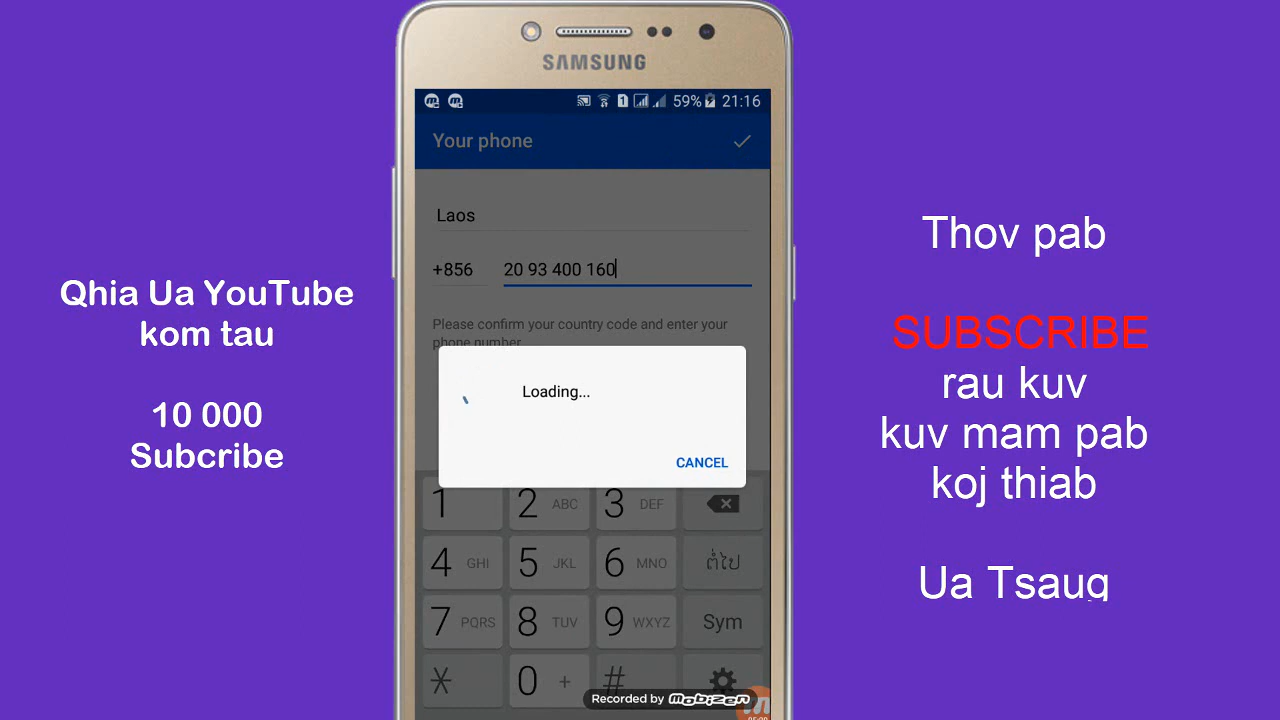 Qhia Ua YouTube
kom tau
10 000
Subcribe
SAMSUNG
1 59% 21:16
Your phone
Laos
+856 20 93 400 160
Please confirm your country code and enter your
phone number
Loading...
CANCEL
1 2 ABC 3 DEF
4 GHI 5 JKL 6 MNO ຕໍ່ໄປ
7 PQRS 8 TUV 9 WXYZ Sym
* 0 + #
Recorded by mobizen
Thov pab
SUBSCRIBE
rau kuv
kuv mam pab
koj thiab
Ua Tsaug